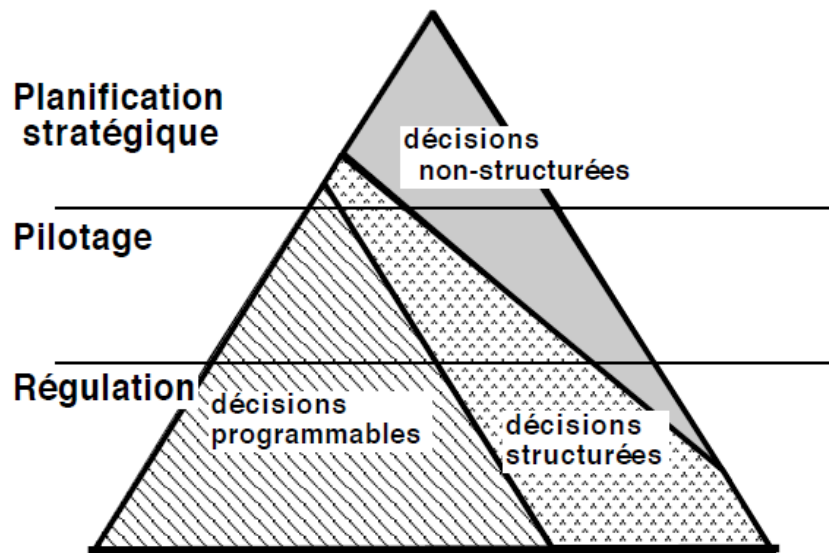 Planification
stratégique
décisions
non-structurées
Pilotage
Régulation
décisions
programmables
décisions
structurées